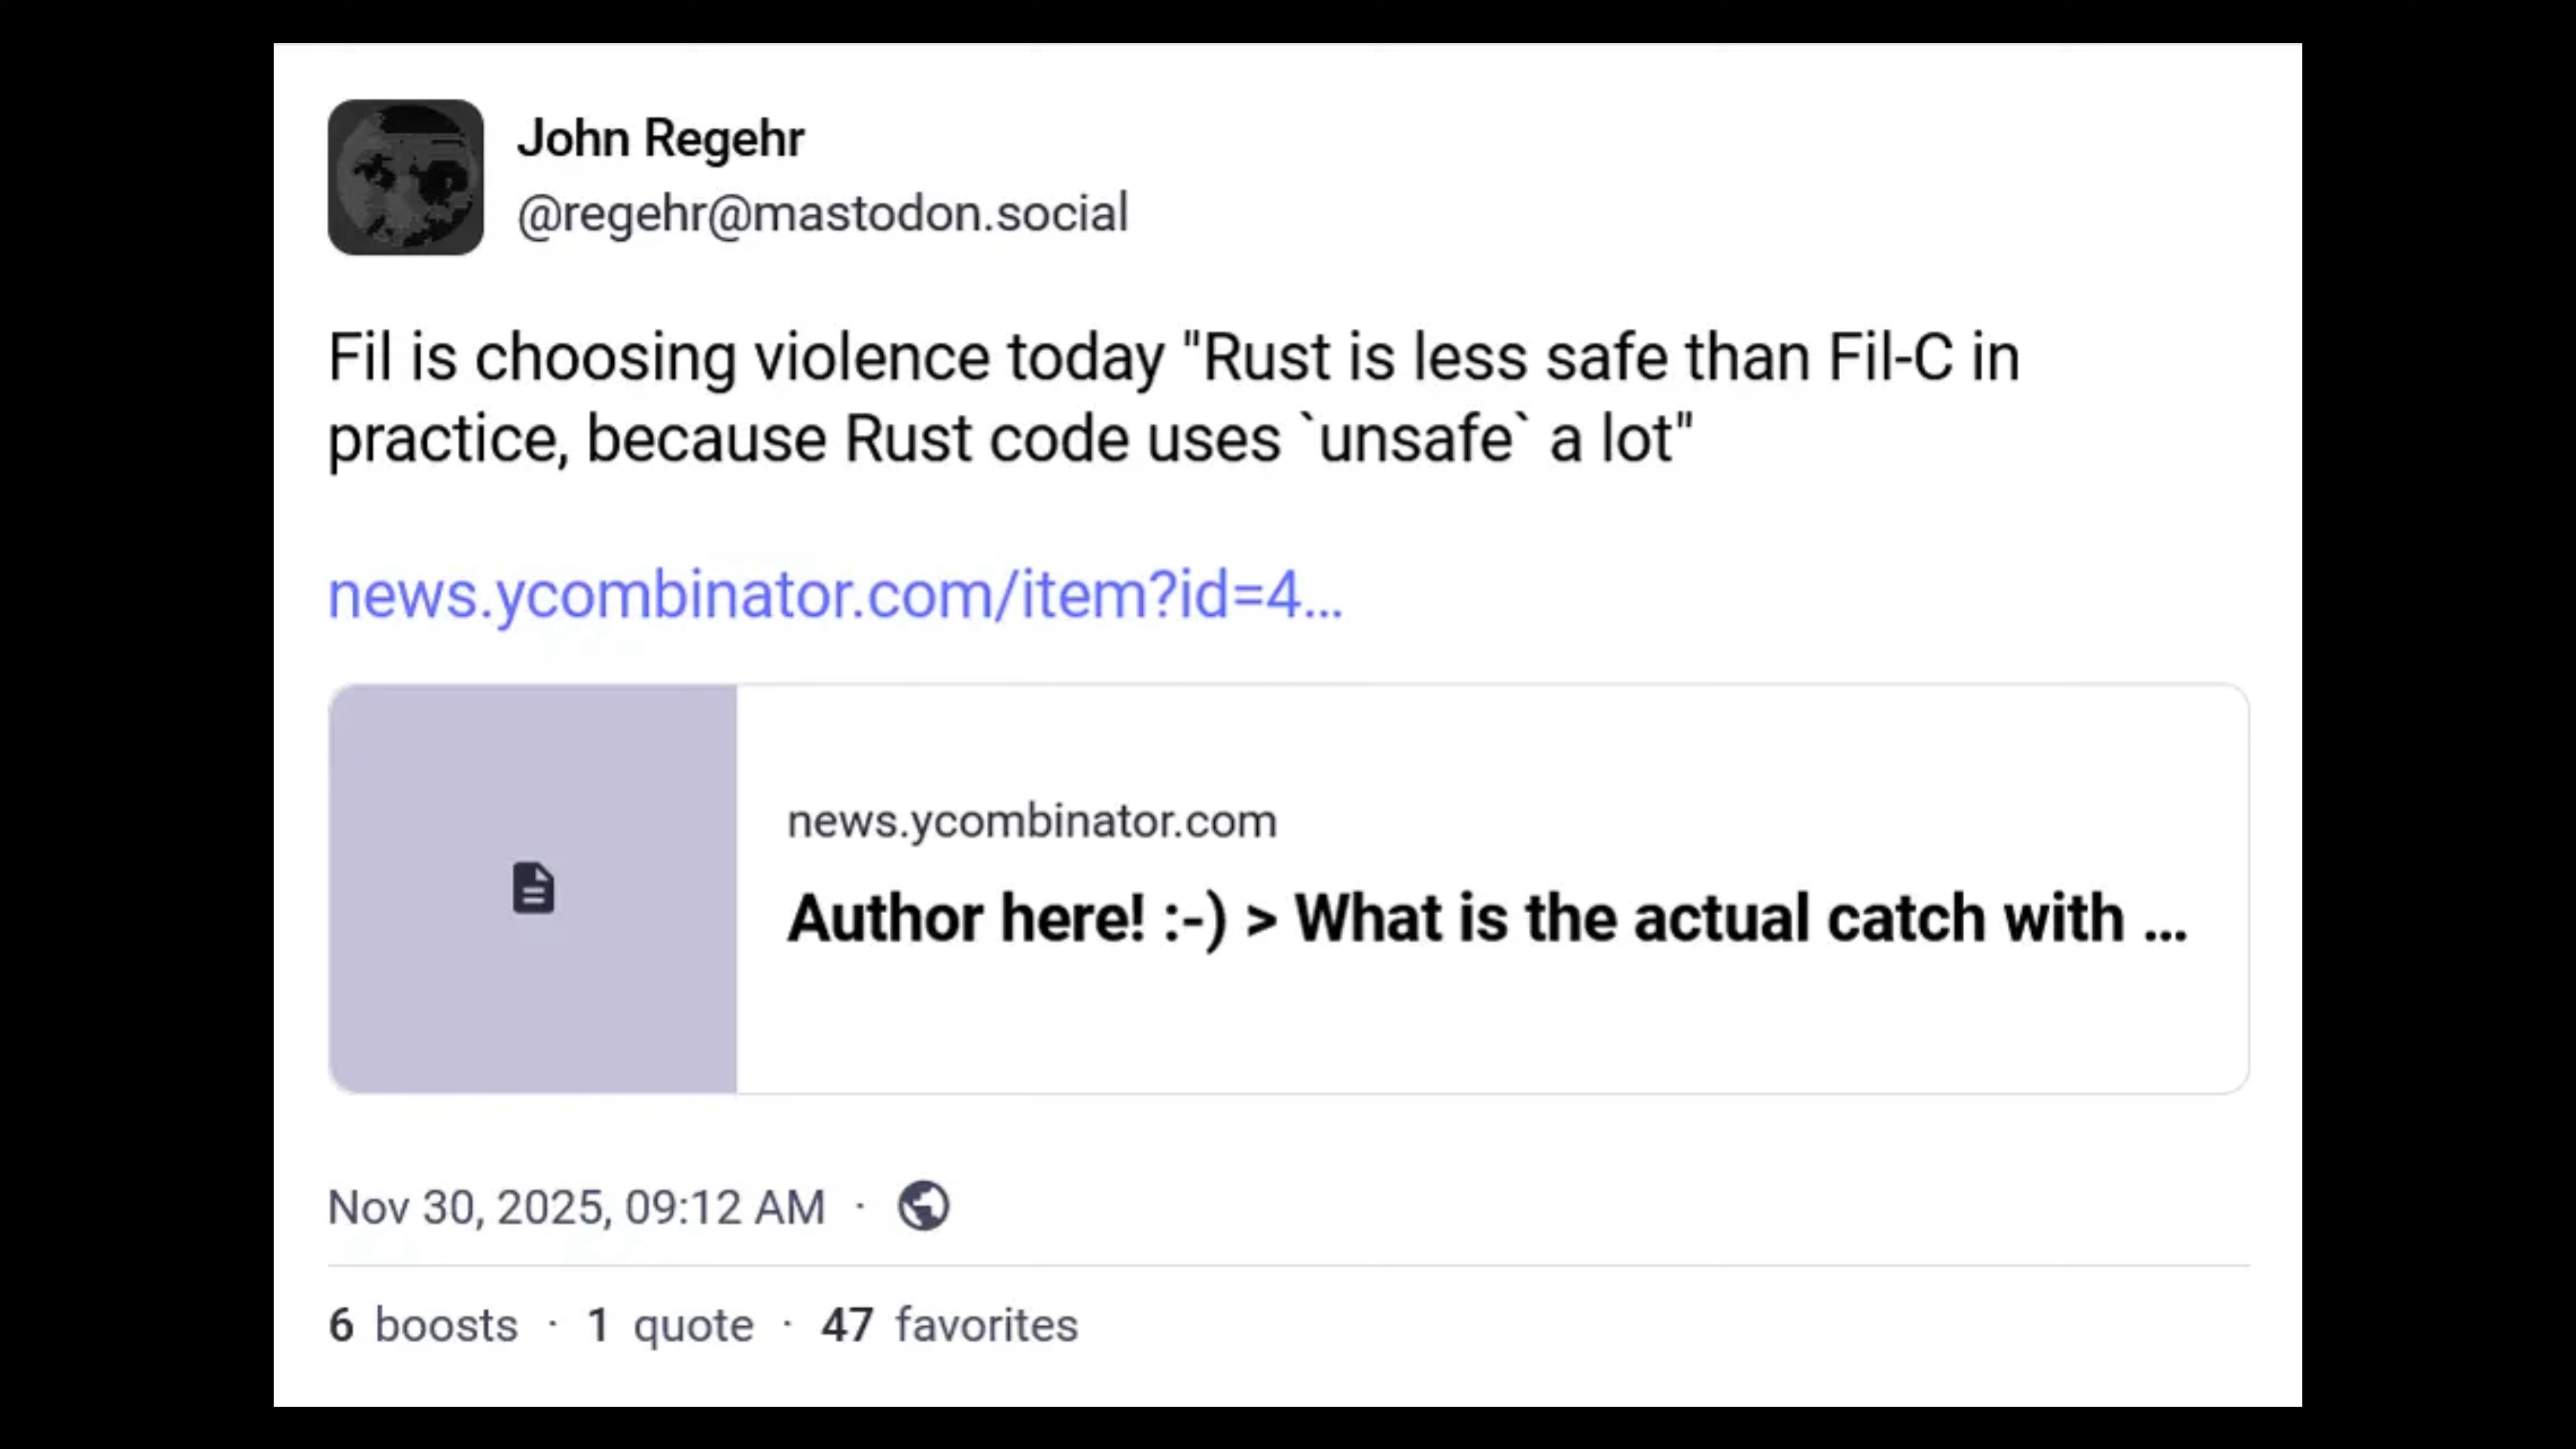 John Regehr
@regehr@mastodon.social
Fil is choosing violence today "Rust is less safe than Fil-C in
practice, because Rust code uses `unsafe` a lot"
news.ycombinator.com/item?id=4...
news.ycombinator.com
Author here! :-) > What is the actual catch with ...
Nov 30, 2025, 09:12 AM ·
6 boosts · 1 quote · 47 favorites